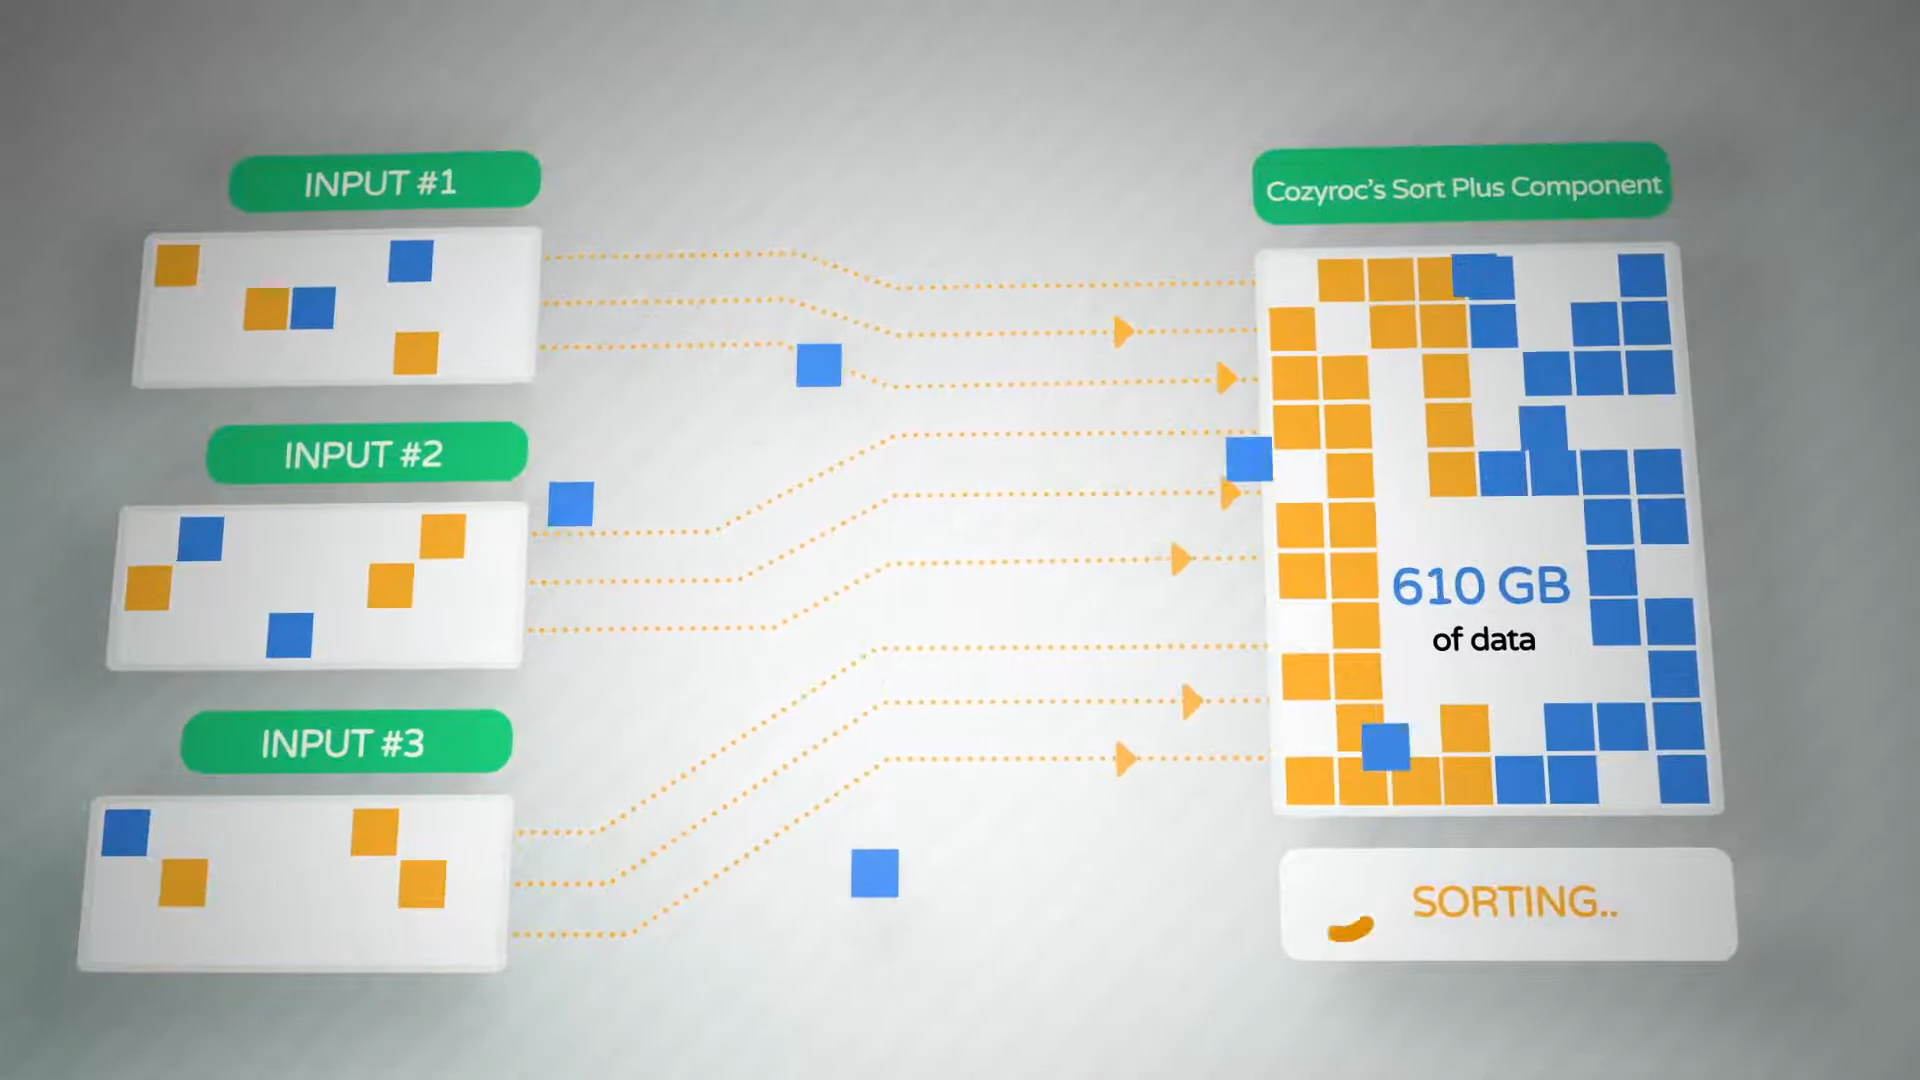 INPUT #1
Cozyroc's Sort Plus Component
INPUT #2
610 GB
of data
INPUT #3
SORTING..